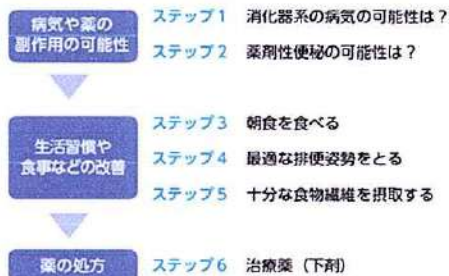 病気や薬の
副作用の可能性
ステップ1 消化器系の病気の可能性は？
ステップ2 薬剤性便秘の可能性は？
生活習慣や
食事などの改善
ステップ3 朝食を食べる
ステップ4 最適な排便姿勢をとる
ステップ5 十分な食物繊維を摂取する
薬の処方
ステップ6 治療薬（下剤）